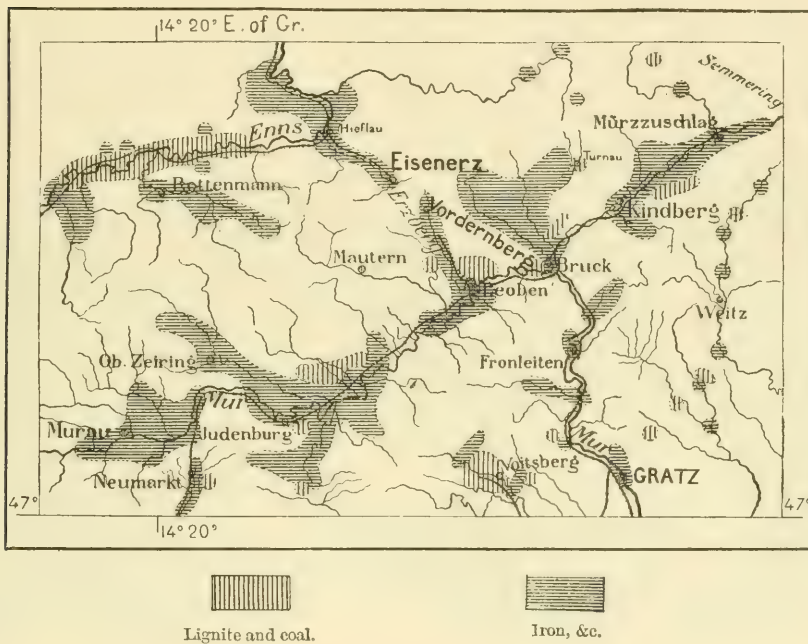 14° 20' E. of Gr.
Semmering
Mürzzuschlag
Enns
Hieflau
Eisenerz
Turnau
Rottenmann
Kindberg
Vordernberg
Mautern
Bruck
Leoben
Weitz
Ob. Zeiring
Fronleiten
Mur
Murau
Judenburg
Mur
Voitsberg
Neumarkt
GRATZ
47°
47°
14° 20'
Lignite and coal.
Iron, &c.